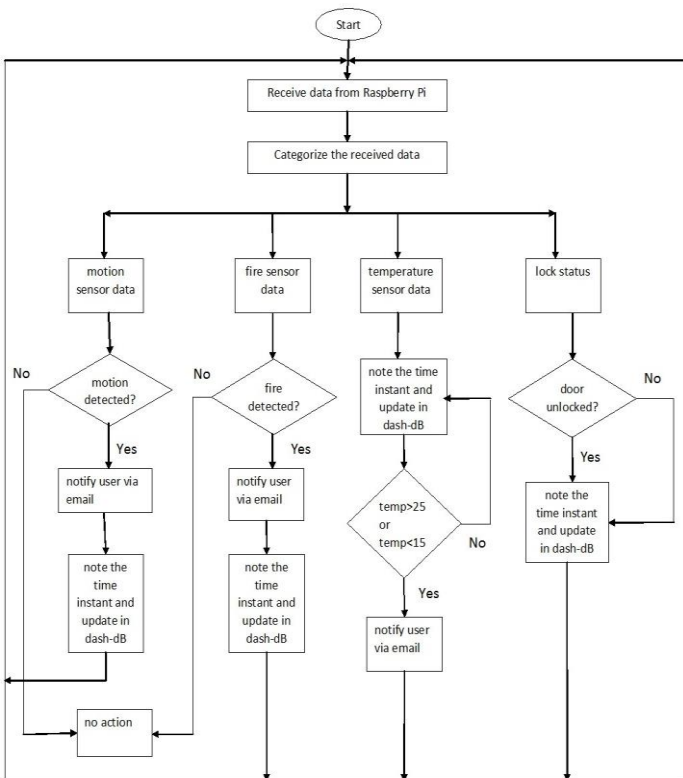 Start
Receive data from Raspberry Pi
Categorize the received data
motion
sensor data
fire sensor
data
temperature
sensor data
lock status
No
motion
detected?
Yes
notify user via
email
note the
time
instant and
update in
dash-dB
No
fire
detected?
Yes
notify user
via email
note the
time
instant and
update in
dash-dB
no action
note the time
instant and
update in
dash-dB
temp>25
or
temp<15
No
Yes
notify user
via email
door
unlocked?
No
Yes
note the
time instant
and update
in dash-dB